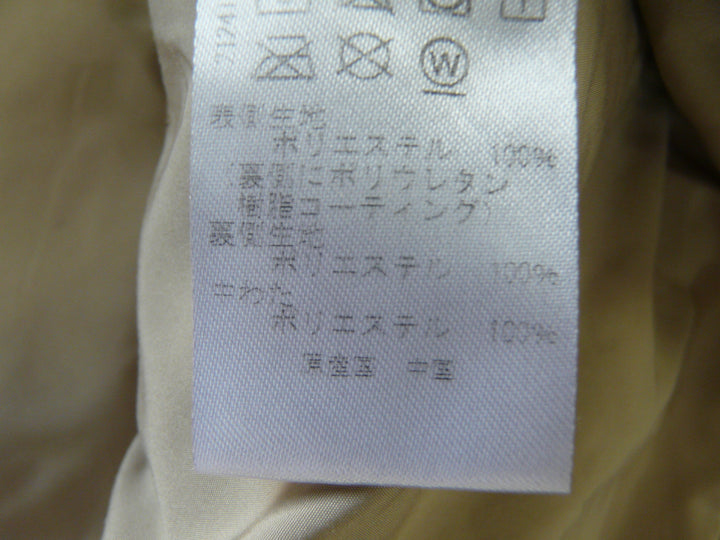 21241
W
表側生地
ポリエステル 100%
(裏側にポリウレタン
樹脂コーティング)
裏側生地
ポリエステル 100%
中わた
ポリエステル 100%
原産国 中国